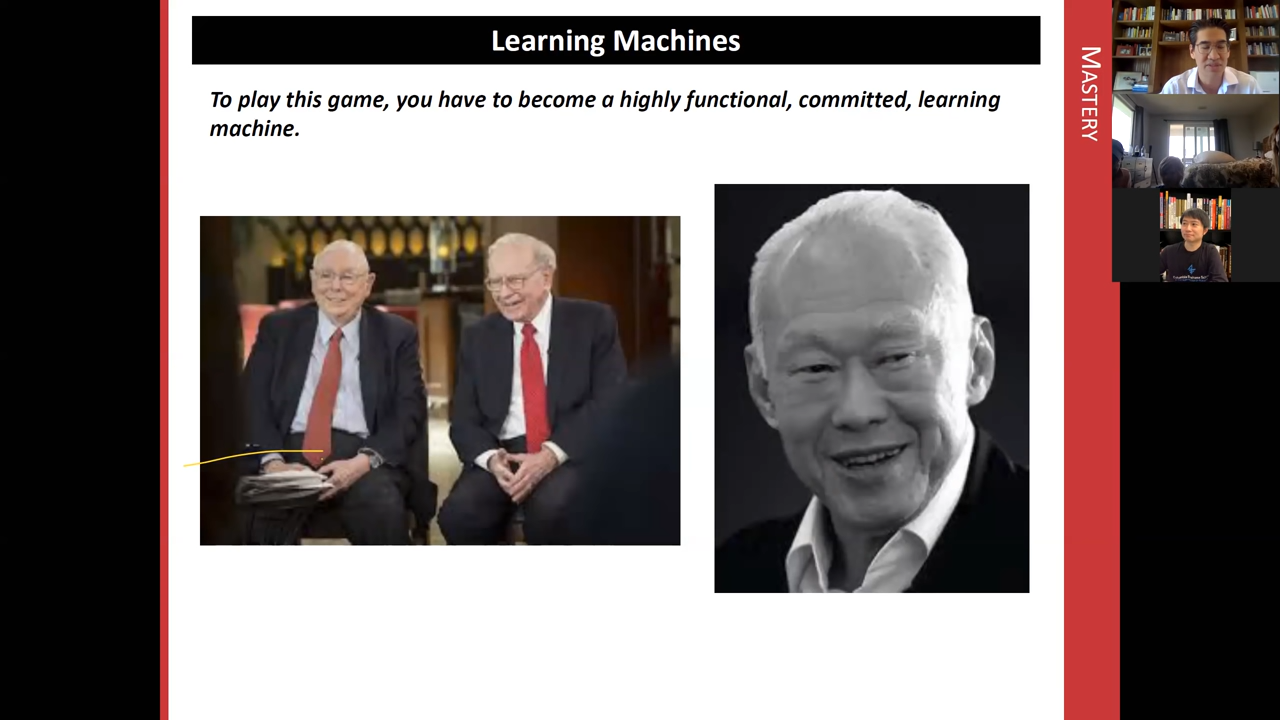 Learning Machines
To play this game, you have to become a highly functional, committed, learning
machine.
MASTERY